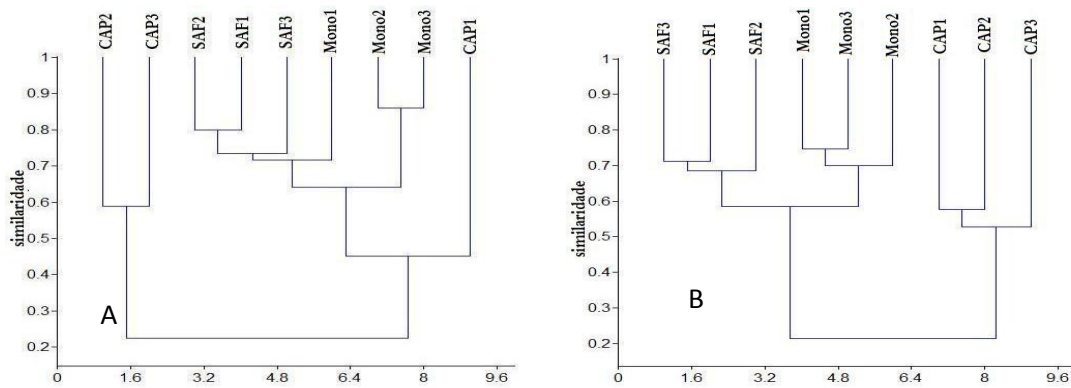 CAP2 CAP3 SAF2 SAF1 SAF3 Mono1 Mono2 Mono3 CAP1
1
0.9
0.8
0.7
0.6
0.5
0.4
0.3
0.2
similaridade
A
0 1.6 3.2 4.8 6.4 8 9.6
SAF3 SAF1 SAF2 Mono1 Mono3 Mono2 CAP1 CAP2 CAP3
1
0.9
0.8
0.7
0.6
0.5
0.4
0.3
0.2
similaridade
B
0 1.6 3.2 4.8 6.4 8 9.6